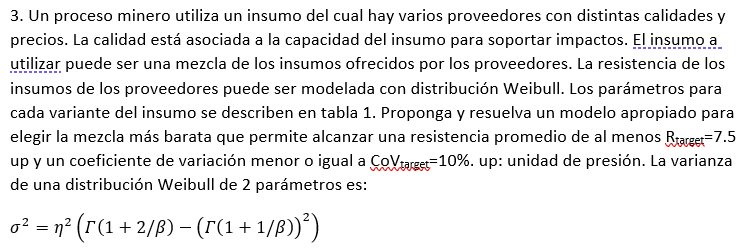 3. Un proceso minero utiliza un insumo del cual hay varios proveedores con distintas calidades y
precios. La calidad está asociada a la capacidad del insumo para soportar impactos. El insumo a
utilizar puede ser una mezcla de los insumos ofrecidos por los proveedores. La resistencia de los
insumos de los proveedores puede ser modelada con distribución Weibull. Los parámetros para
cada variante del insumo se describen en tabla 1. Proponga y resuelva un modelo apropiado para
elegir la mezcla más barata que permite alcanzar una resistencia promedio de al menos Rtarget=7.5
up y un coeficiente de variación menor o igual a CoVtarget=10%. up: unidad de presión. La varianza
de una distribución Weibull de 2 parámetros es:
σ² = η² (Γ(1 + 2/β) − (Γ(1 + 1/β))²)